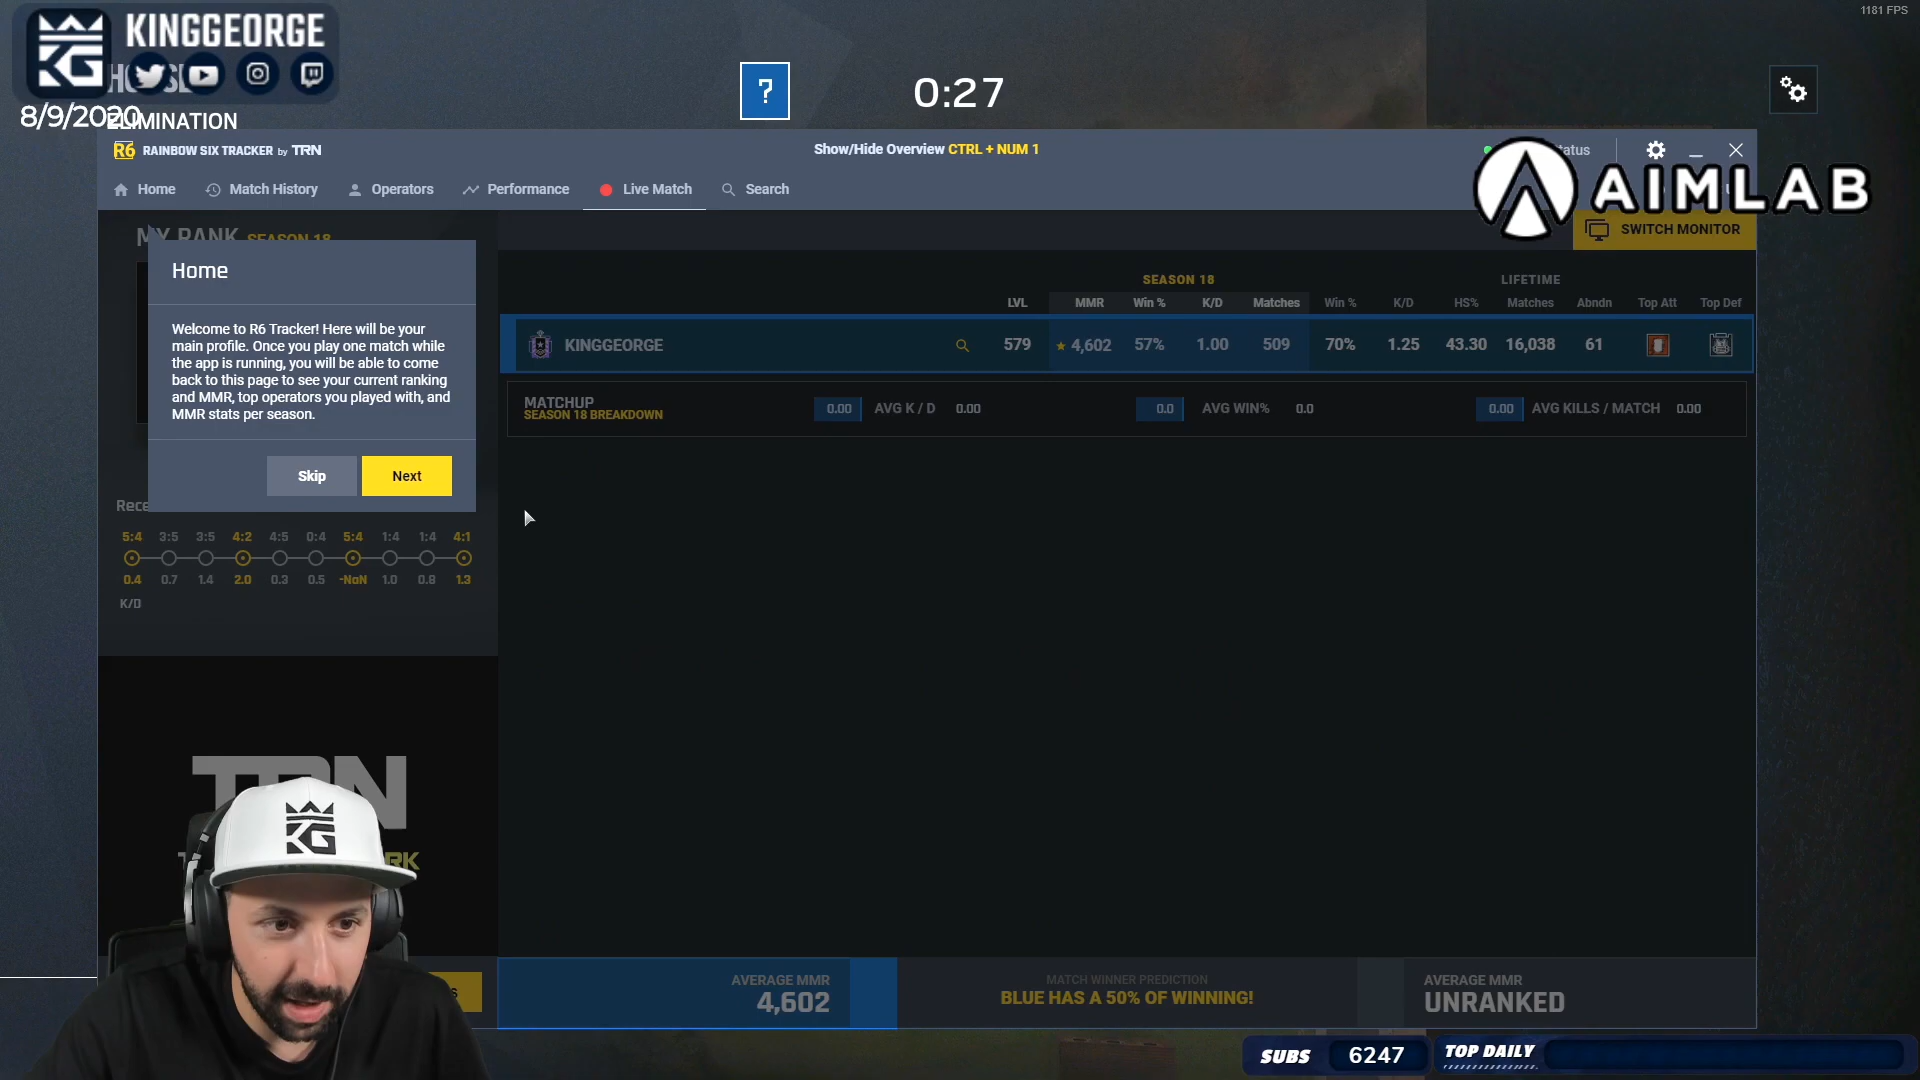 1181 FPS
KINGGEORGE
KG
8/9/2020
ELIMINATION
?
0:27
R6 RAINBOW SIX TRACKER by TRN
Show/Hide Overview CTRL + NUM 1
AIMLAB
Home
Match History
Operators
Performance
Live Match
Search
SWITCH MONITOR
MY RANK SEASON 18
Home
Welcome to R6 Tracker! Here will be your
main profile. Once you play one match while
the app is running, you will be able to come
back to this page to see your current ranking
and MMR, top operators you played with, and
MMR stats per season.
Skip
Next
SEASON 18
LIFETIME
LVL MMR Win % K/D Matches Win % K/D HS% Matches Abndn Top Att Top Def
KINGGEORGE 579 4,602 57% 1.00 509 70% 1.25 43.30 16,038 61
MATCHUP
SEASON 18 BREAKDOWN
0.00 AVG K / D 0.00
0.0 AVG WIN% 0.0
0.00 AVG KILLS / MATCH 0.00
5:4 3:5 3:5 4:2 4:5 0:4 5:4 1:4 1:4 4:1
0.4 0.7 1.4 2.0 0.3 0.5 -NaN 1.0 0.8 1.3
K/D
TRN
KG
AVERAGE MMR
4,602
MATCH WINNER PREDICTION
BLUE HAS A 50% OF WINNING!
AVERAGE MMR
UNRANKED
SUBS 6247
TOP DAILY